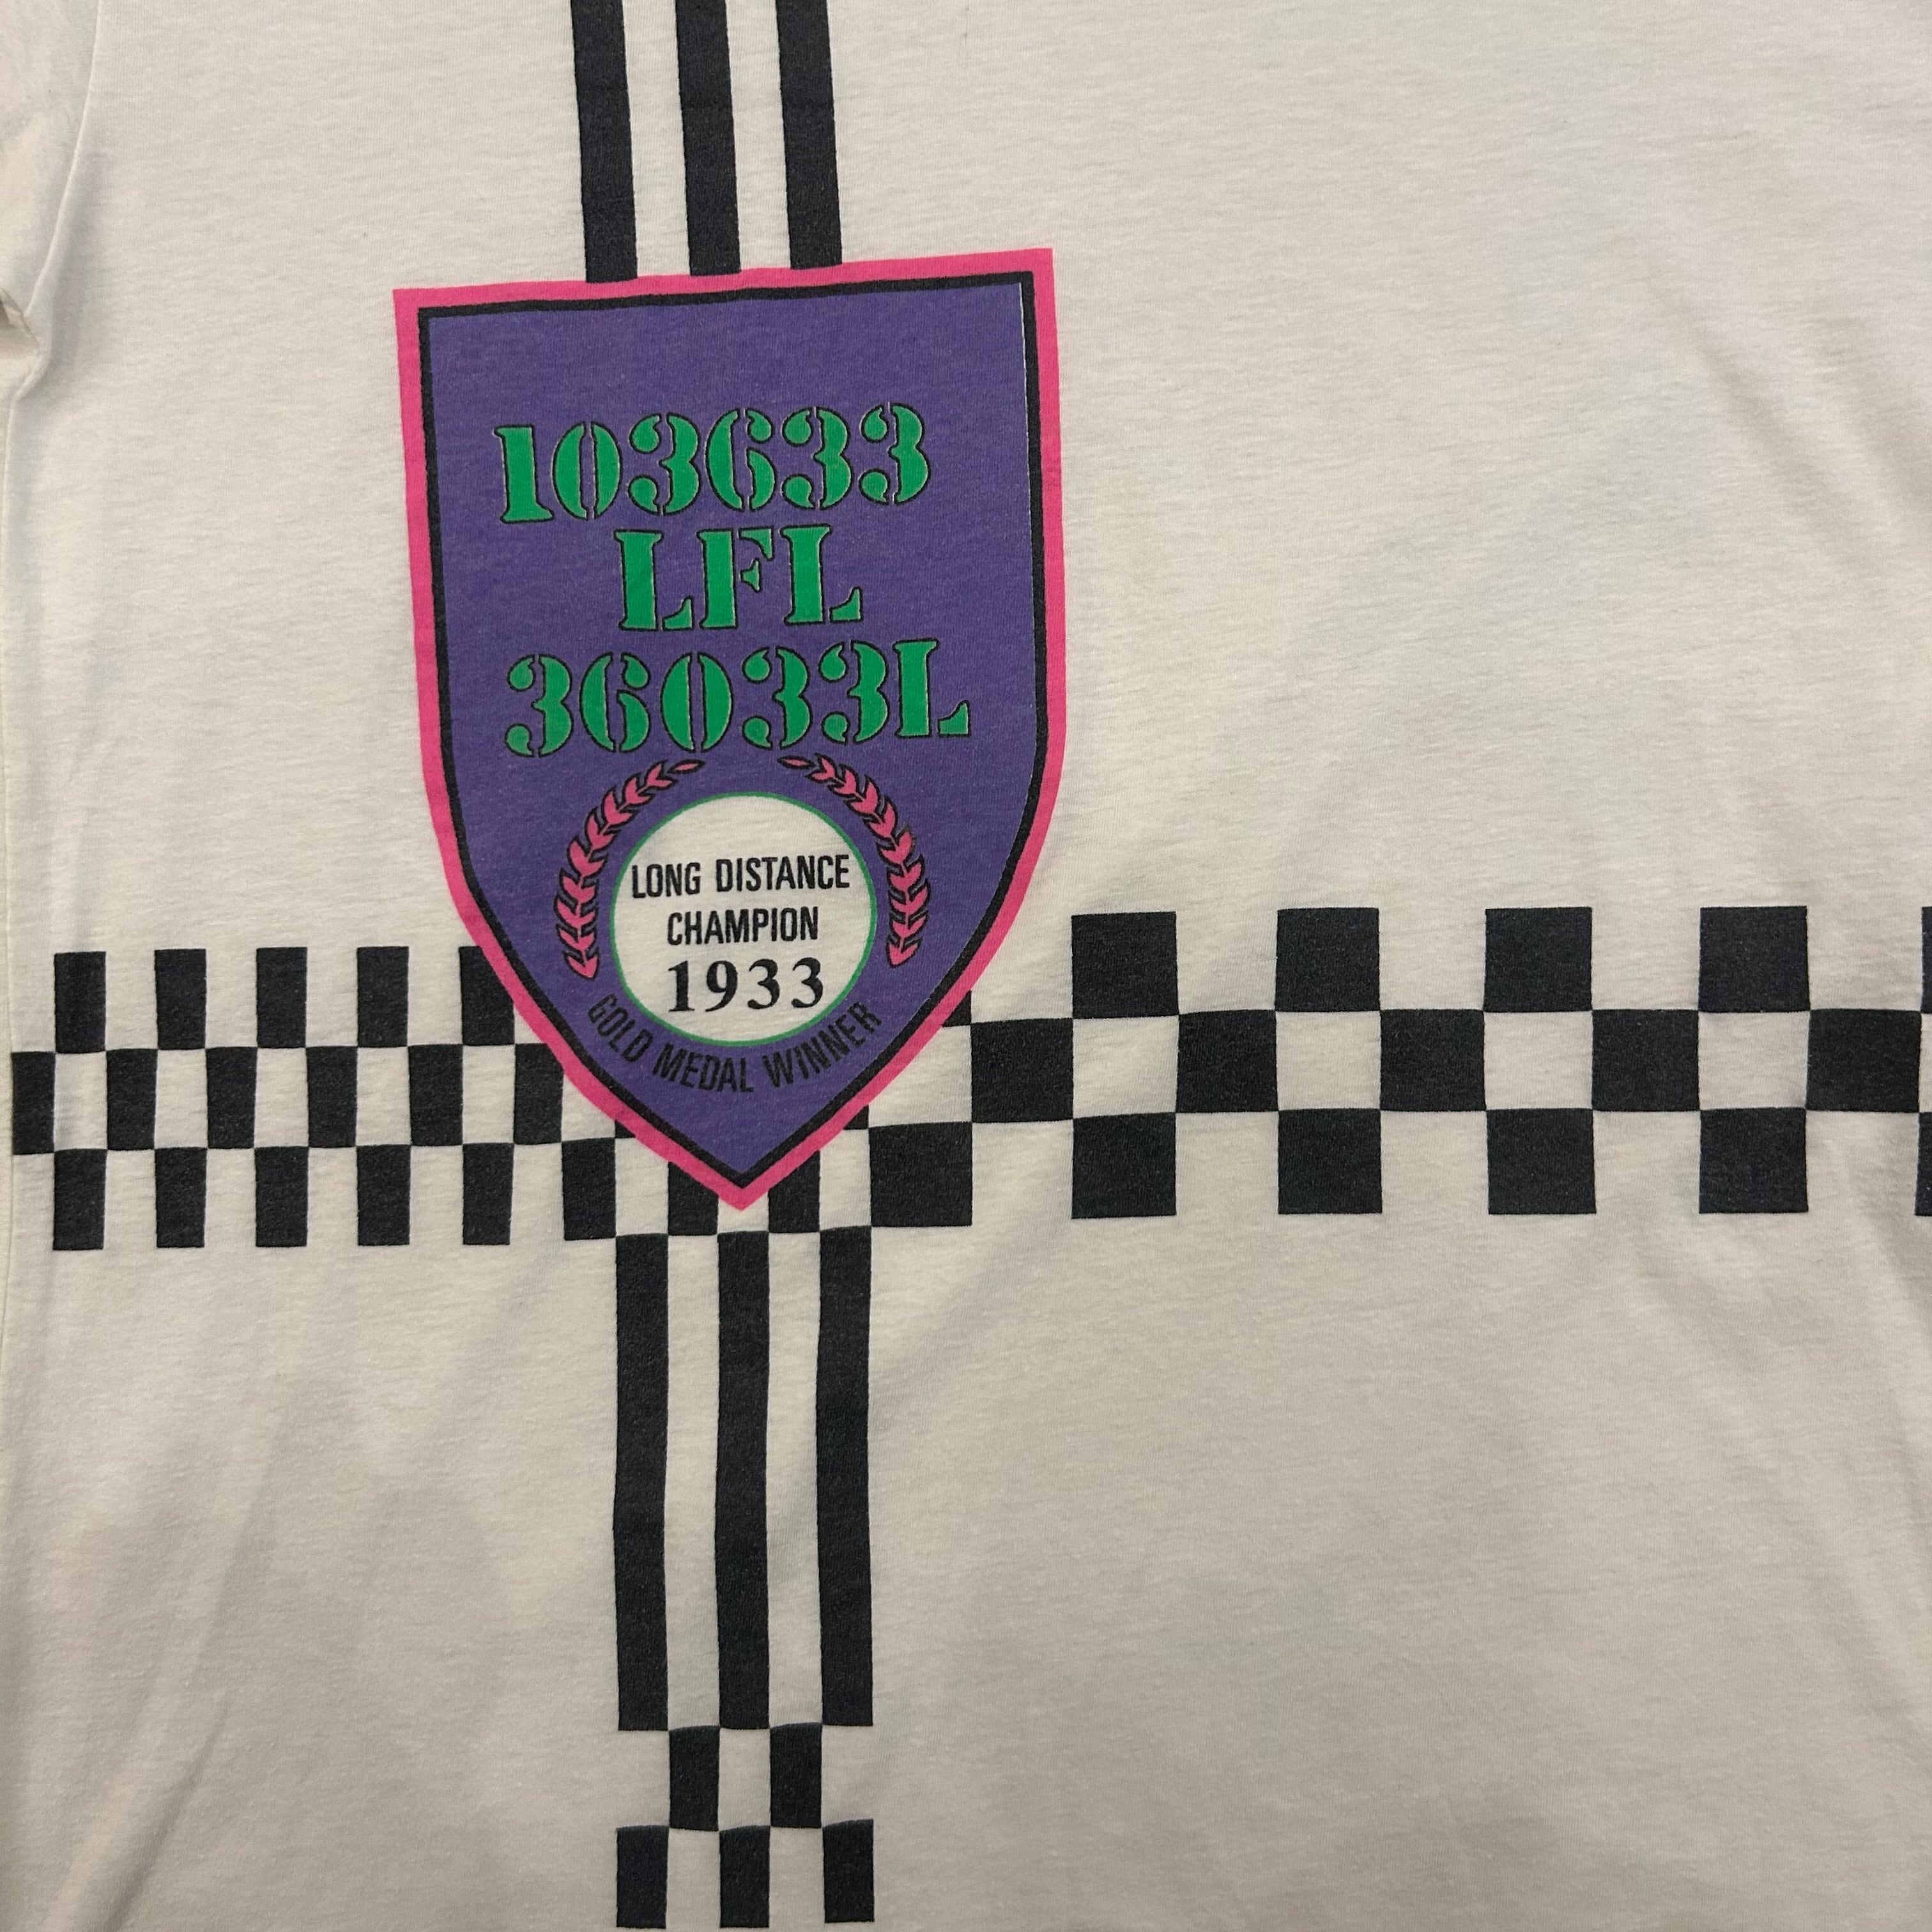 103633
LFL
36033L
LONG DISTANCE
CHAMPION
1933
GOLD MEDAL WINNER